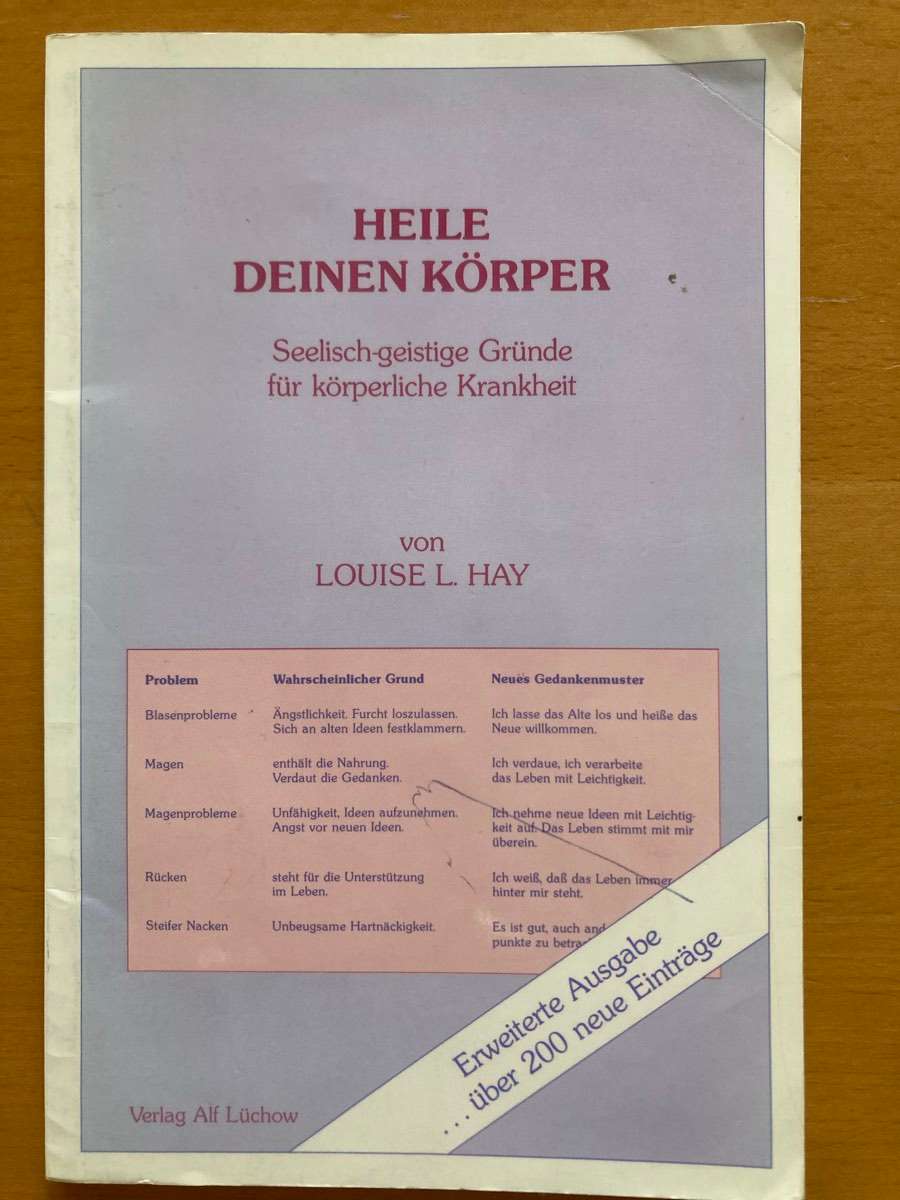 HEILE
DEINEN KÖRPER
Seelisch-geistige Gründe
für körperliche Krankheit
von
LOUISE L. HAY
Problem Wahrscheinlicher Grund Neues Gedankenmuster
Blasenprobleme Ängstlichkeit. Furcht loszulassen. Ich lasse das Alte los und heiße das
Sich an alten Ideen festklammern. Neue willkommen.
Magen enthält die Nahrung. Ich verdaue, ich verarbeite
Verdaut die Gedanken. das Leben mit Leichtigkeit.
Magenprobleme Unfähigkeit, Ideen aufzunehmen. Ich nehme neue Ideen mit Leichtig-
Angst vor neuen Ideen. keit auf. Das Leben stimmt mit mir
überein.
Rücken steht für die Unterstützung Ich weiß, daß das Leben immer
im Leben. hinter mir steht.
Steifer Nacken Unbeugsame Hartnäckigkeit. Es ist gut, auch and
punkte zu betra
Erweiterte Ausgabe
...über 200 neue Einträge
Verlag Alf Lüchow